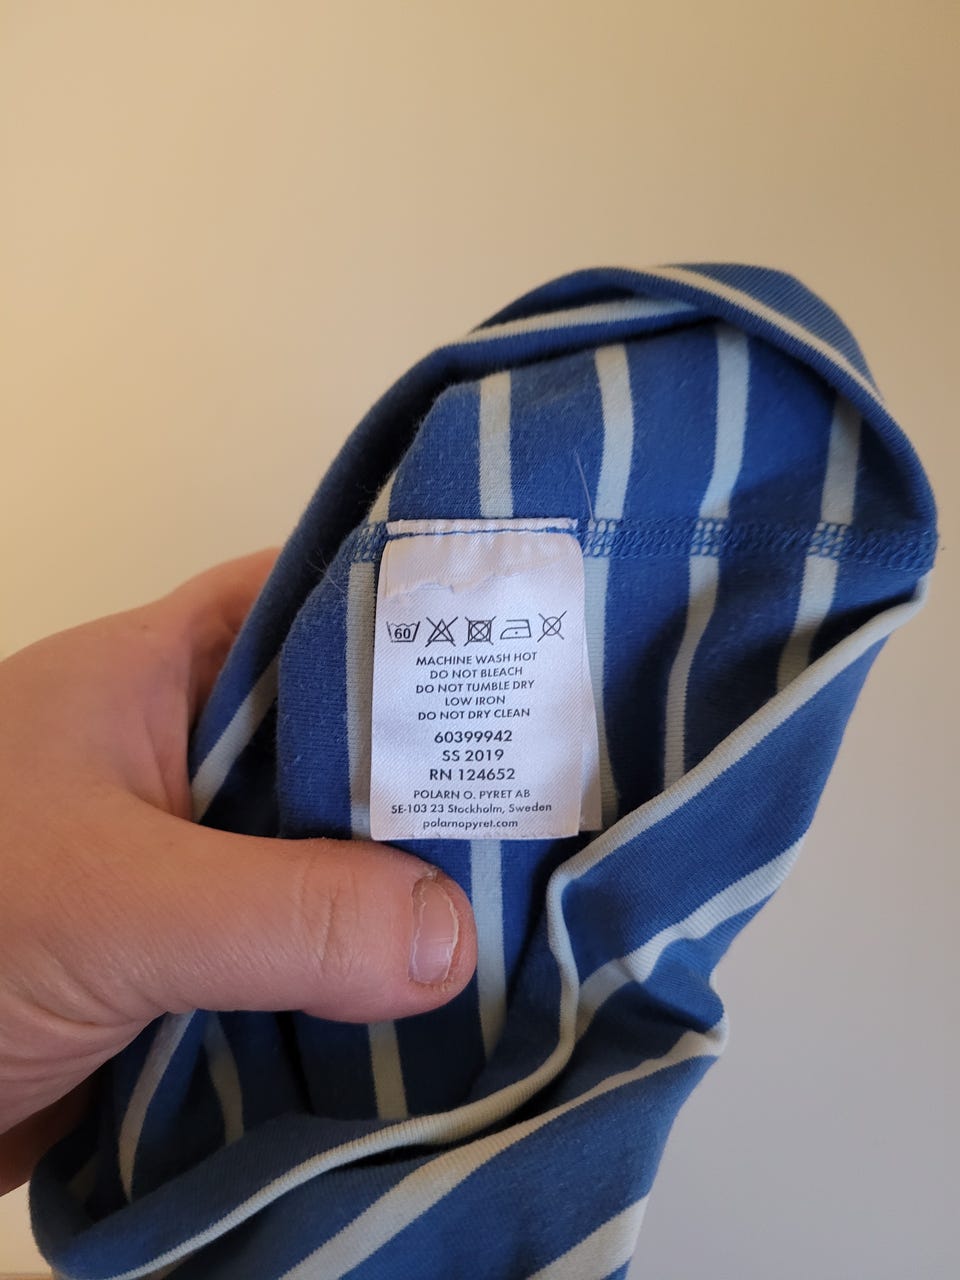 60
MACHINE WASH HOT
DO NOT BLEACH
DO NOT TUMBLE DRY
LOW IRON
DO NOT DRY CLEAN
60399942
SS 2019
RN 124652
POLARN O. PYRET AB
SE-103 23 Stockholm, Sweden
polarnopyret.com